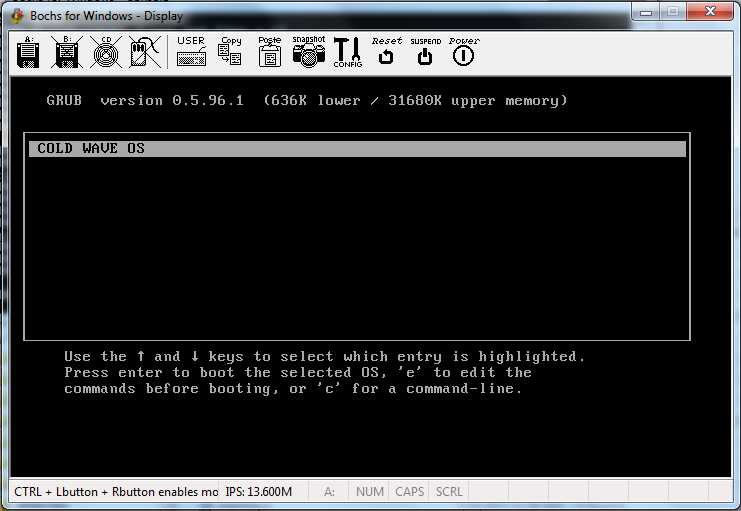 Bochs for Windows - Display
A: B: CD USER Copy Paste snapshot CONFIG Reset SUSPEND Power
GRUB version 0.5.96.1 (636K lower / 31680K upper memory)
COLD WAVE OS
Use the ↑ and ↓ keys to select which entry is highlighted.
Press enter to boot the selected OS, 'e' to edit the
commands before booting, or 'c' for a command-line.
CTRL + Lbutton + Rbutton enables mo IPS: 13.600M A: NUM CAPS SCRL